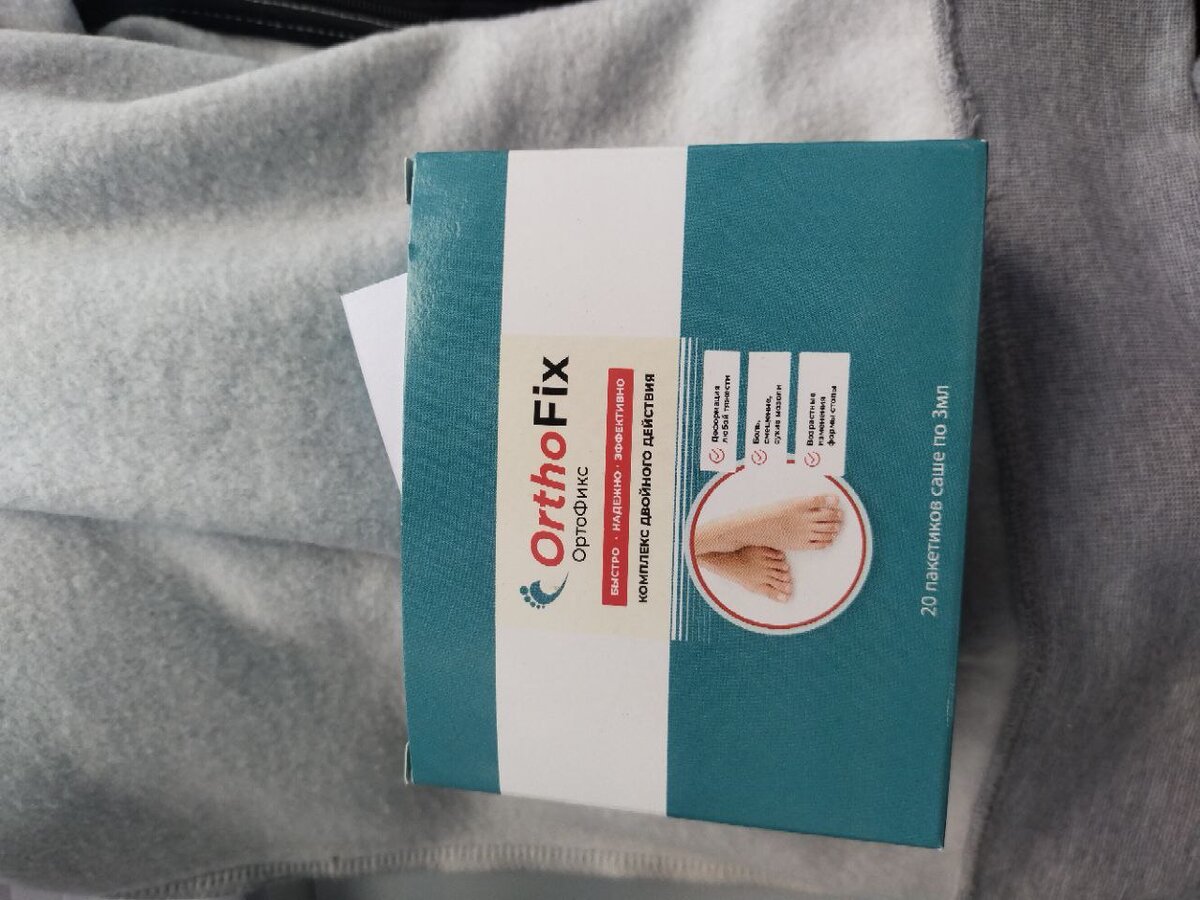 OrthoFix
ОртоФикс
БЫСТРО · НАДЕЖНО · ЭФФЕКТИВНО
КОМПЛЕКС ДВОЙНОГО ДЕЙСТВИЯ
Деформация
любой тяжести
Боль,
смещение,
сухие мозоли
Возрастные
изменения
формы стопы
20 пакетиков саше по 3мл